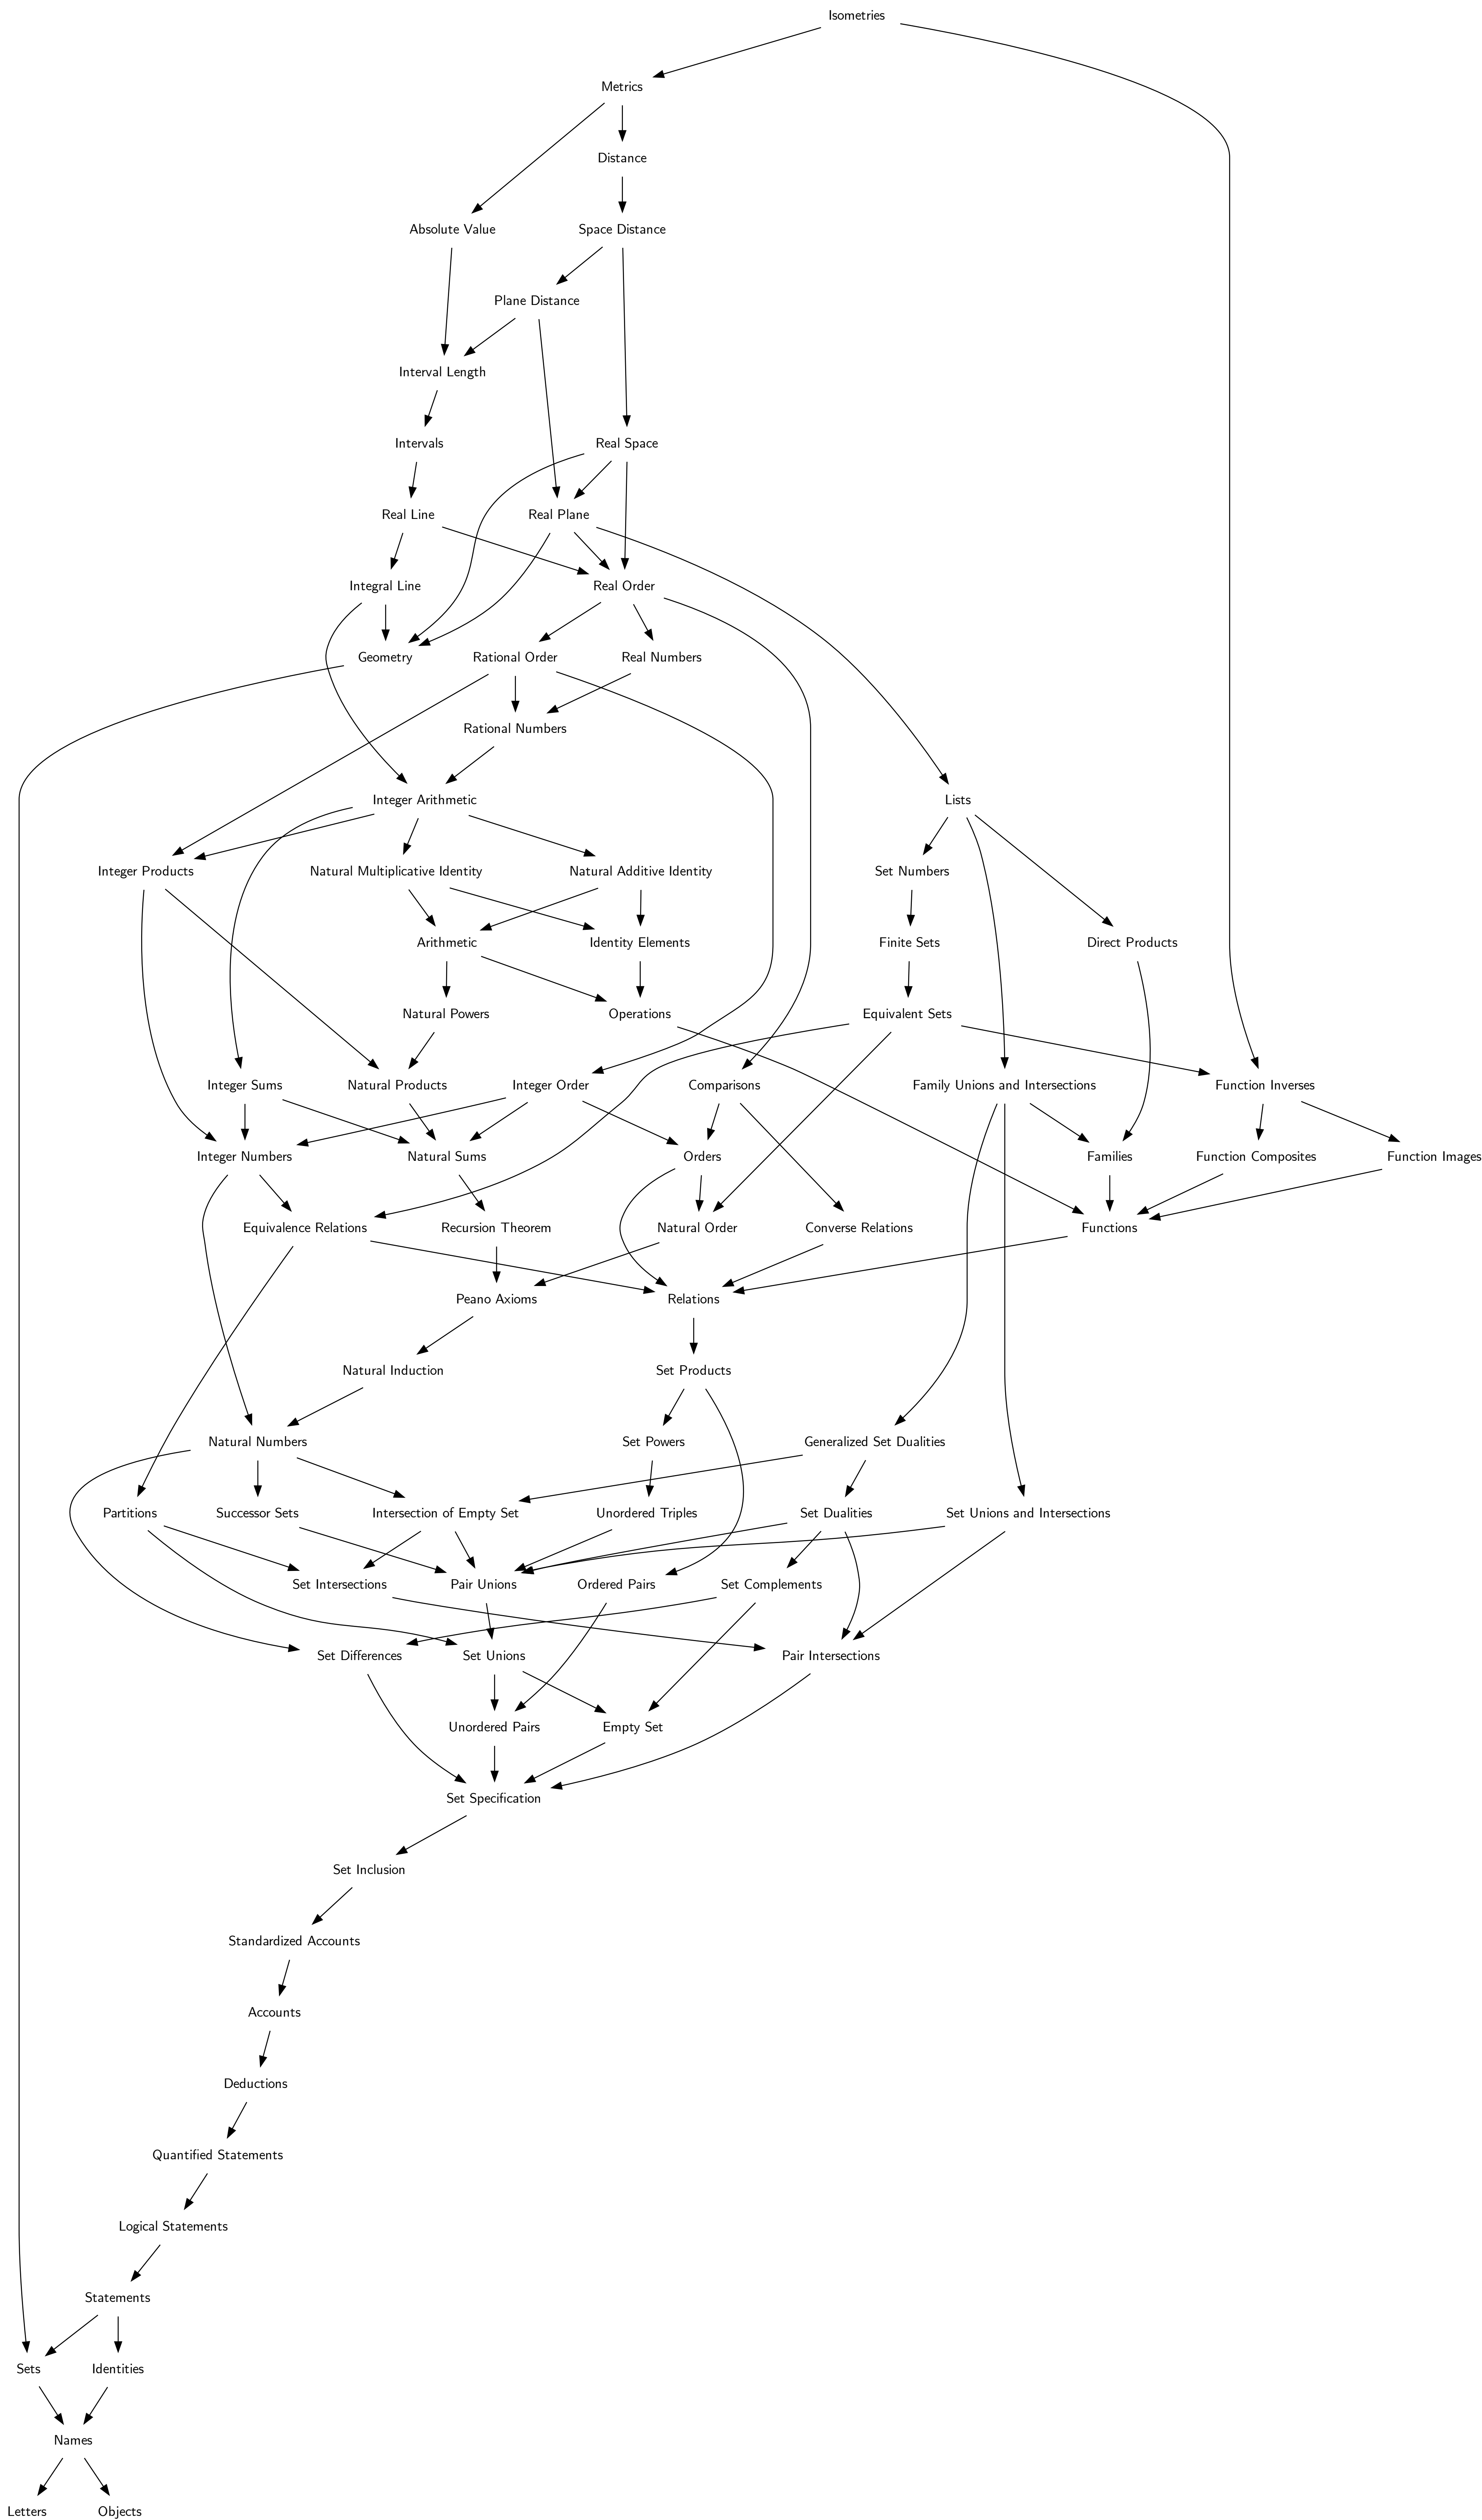 Isometries
Metrics
Distance
Absolute Value
Space Distance
Plane Distance
Interval Length
Intervals
Real Space
Real Line
Real Plane
Integral Line
Real Order
Geometry
Rational Order
Real Numbers
Rational Numbers
Integer Arithmetic
Lists
Integer Products
Natural Multiplicative Identity
Natural Additive Identity
Set Numbers
Arithmetic
Identity Elements
Finite Sets
Direct Products
Natural Powers
Operations
Equivalent Sets
Integer Sums
Natural Products
Integer Order
Comparisons
Family Unions and Intersections
Function Inverses
Integer Numbers
Natural Sums
Orders
Families
Function Composites
Function Images
Equivalence Relations
Recursion Theorem
Natural Order
Converse Relations
Functions
Peano Axioms
Relations
Natural Induction
Set Products
Natural Numbers
Set Powers
Generalized Set Dualities
Partitions
Successor Sets
Intersection of Empty Set
Unordered Triples
Set Dualities
Set Unions and Intersections
Set Intersections
Pair Unions
Ordered Pairs
Set Complements
Set Differences
Set Unions
Pair Intersections
Unordered Pairs
Empty Set
Set Specification
Set Inclusion
Standardized Accounts
Accounts
Deductions
Quantified Statements
Logical Statements
Statements
Sets
Identities
Names
Letters
Objects